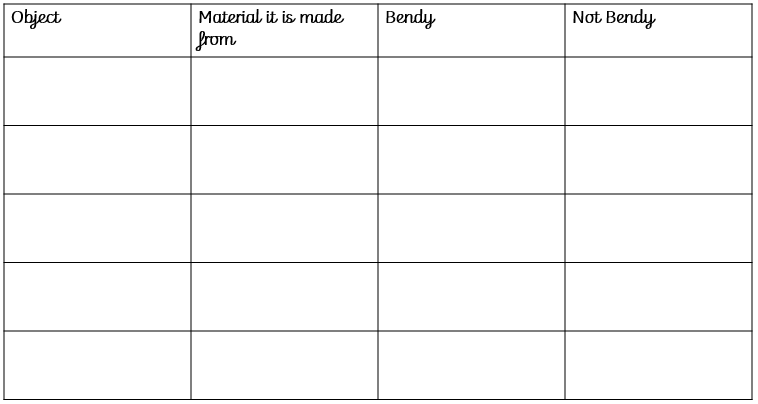 Object
Material it is made
from
Bendy
Not Bendy